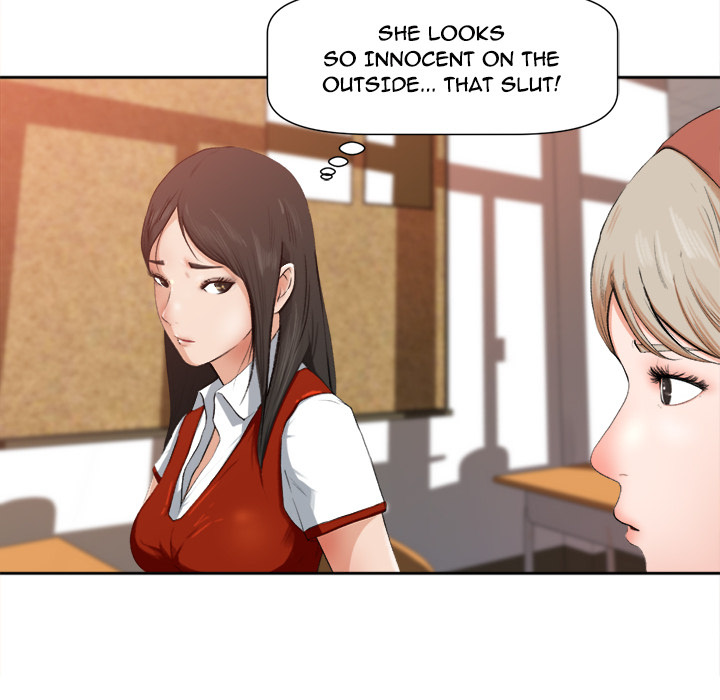 SHE LOOKS
SO INNOCENT ON THE
OUTSIDE... THAT SLUT!